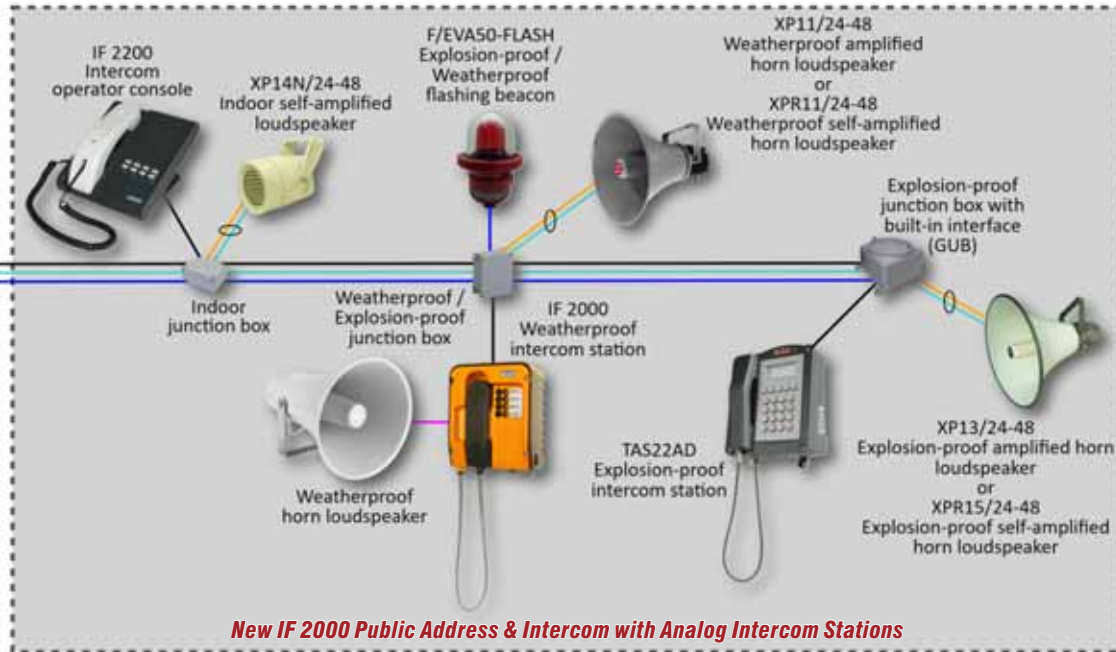 IF 2200
Intercom
operator console
XP14N/24-48
Indoor self-amplified
loudspeaker
F/EVA50-FLASH
Explosion-proof /
Weatherproof
flashing beacon
XP11/24-48
Weatherproof amplified
horn loudspeaker
or
XPR11/24-48
Weatherproof self-amplified
horn loudspeaker
Explosion-proof
junction box with
built-in interface
(GUB)
Indoor
junction box
Weatherproof /
Explosion-proof
junction box
IF 2000
Weatherproof
intercom station
Weatherproof
horn loudspeaker
TAS22AD
Explosion-proof
intercom station
XP13/24-48
Explosion-proof amplified horn
loudspeaker
or
XPR15/24-48
Explosion-proof self-amplified
horn loudspeaker
New IF 2000 Public Address & Intercom with Analog Intercom Stations